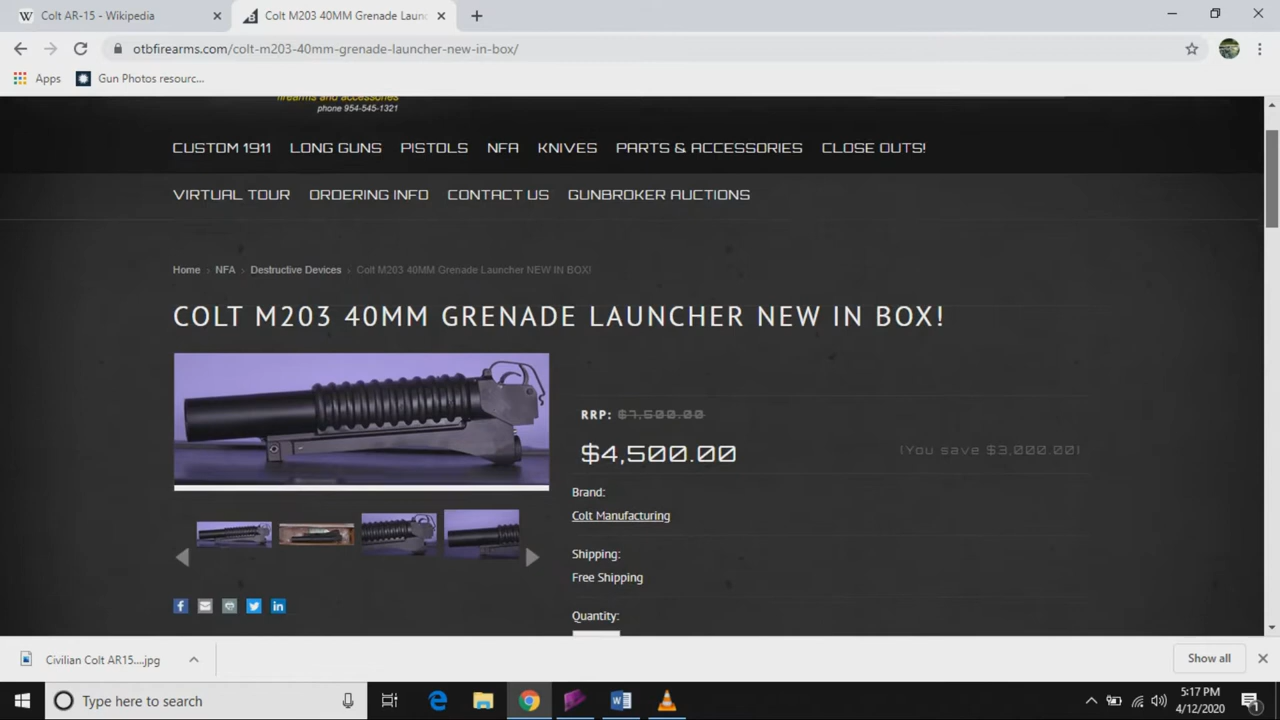 Colt AR-15 - Wikipedia
Colt M203 40MM Grenade Laun
otbfirearms.com/colt-m203-40mm-grenade-launcher-new-in-box/
Apps
Gun Photos resourc...
firearms and accessories
phone 954-545-1321
CUSTOM 1911 LONG GUNS PISTOLS NFA KNIVES PARTS & ACCESSORIES CLOSE OUTS!
VIRTUAL TOUR ORDERING INFO CONTACT US GUNBROKER AUCTIONS
Home › NFA › Destructive Devices › Colt M203 40MM Grenade Launcher NEW IN BOX!
COLT M203 40MM GRENADE LAUNCHER NEW IN BOX!
RRP: $7,500.00
$4,500.00
(You save $3,000.00)
Brand:
Colt Manufacturing
Shipping:
Free Shipping
Quantity:
Civilian Colt AR15....jpg
Show all
Type here to search
5:17 PM
4/12/2020
1